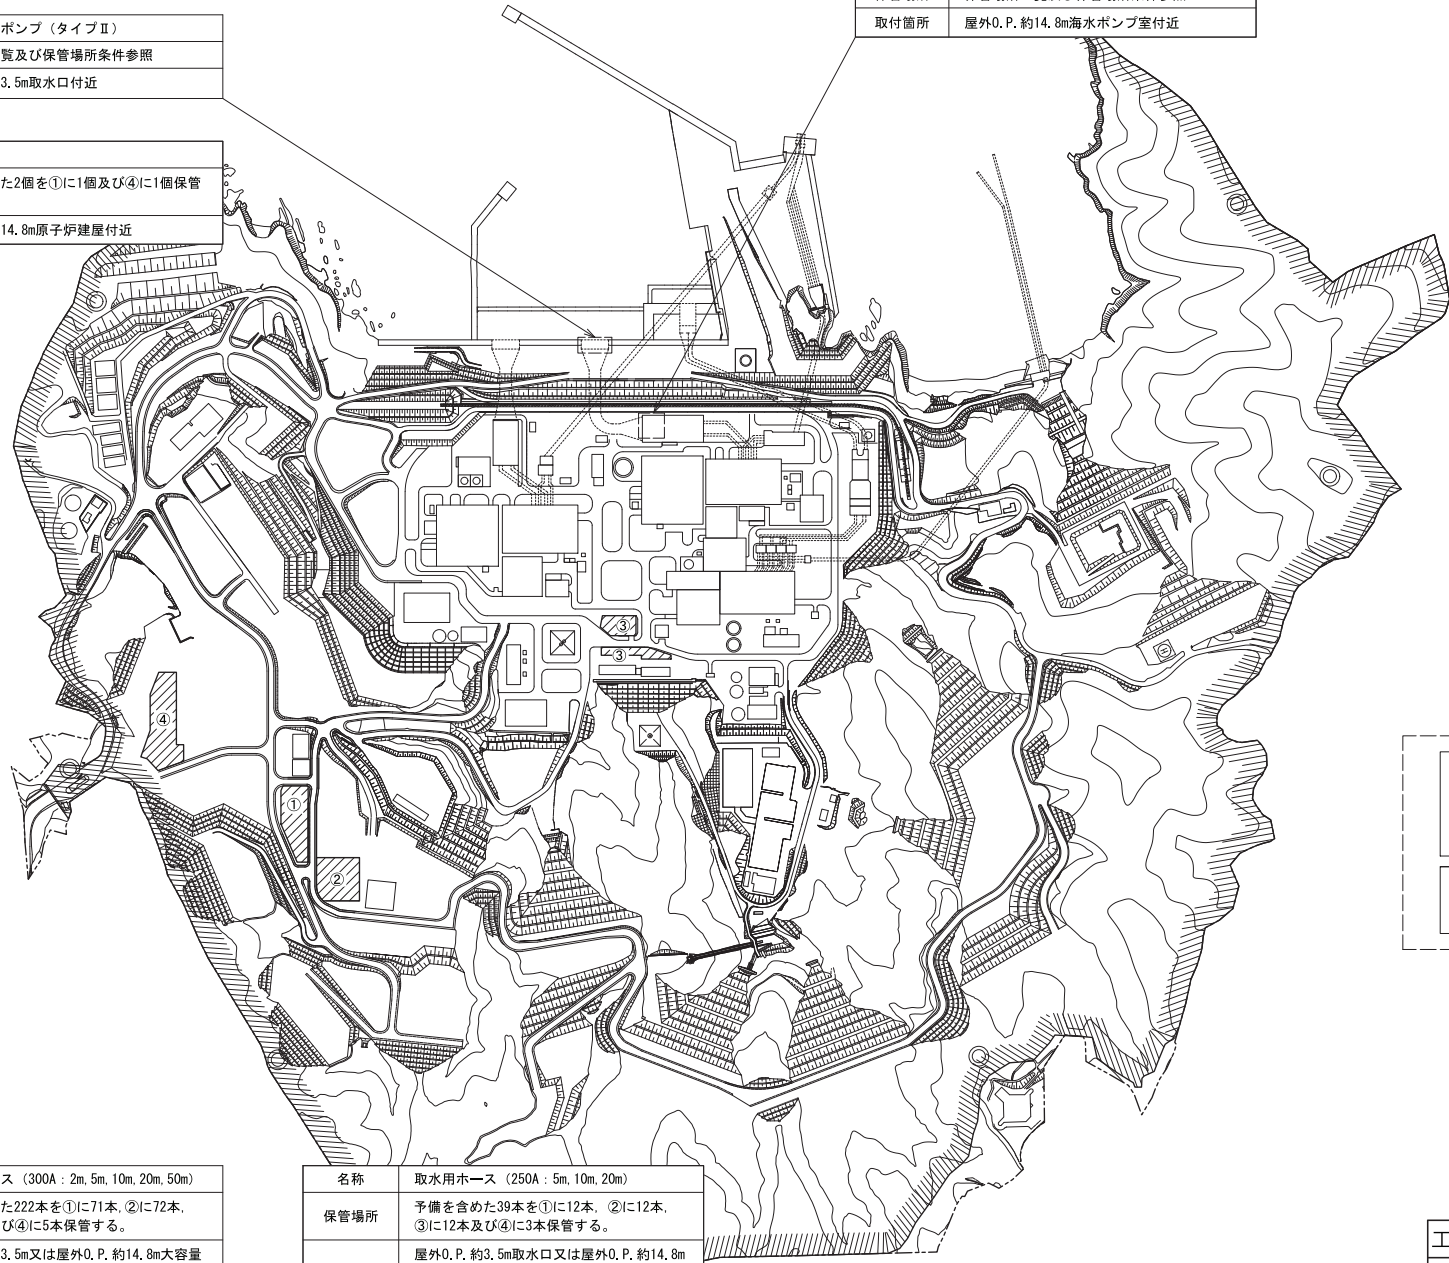 ポンプ（タイプⅡ）
覧及び保管場所条件参照
3.5m取水口付近
取付箇所
屋外O.P.約14.8m海水ポンプ室付近
た2個を①に1個及び④に1個保管
14.8m原子炉建屋付近
③
③
④
①
②
ス（300A：2m,5m,10m,20m,50m）
た222本を①に71本,②に72本,
び④に5本保管する。
3.5m又は屋外O.P.約14.8m大容量
名称
取水用ホース（250A：5m,10m,20m）
保管場所
予備を含めた39本を①に12本, ②に12本,
③に12本及び④に3本保管する。
屋外O.P.約3.5m取水口又は屋外O.P.約14.8m